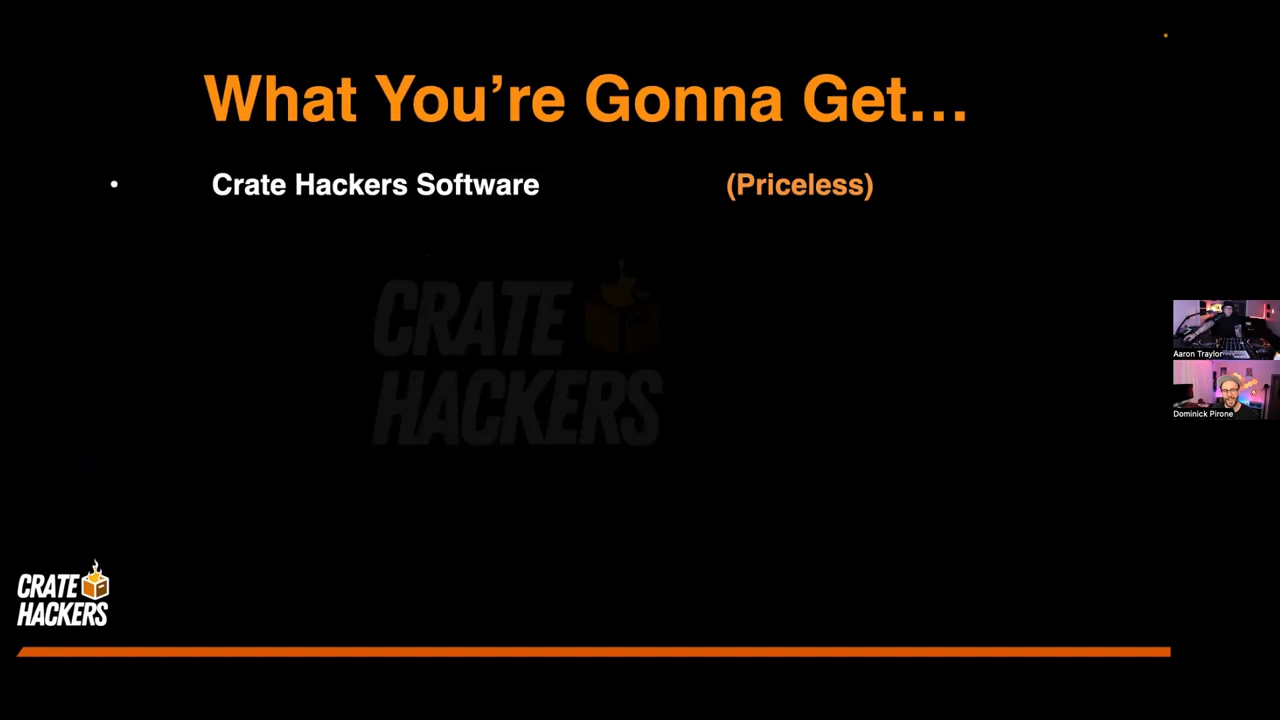 What You’re Gonna Get…
• Crate Hackers Software (Priceless)
CRATE
HACKERS
Aaron Traylor
Dominick Pirone
CRATE
HACKERS